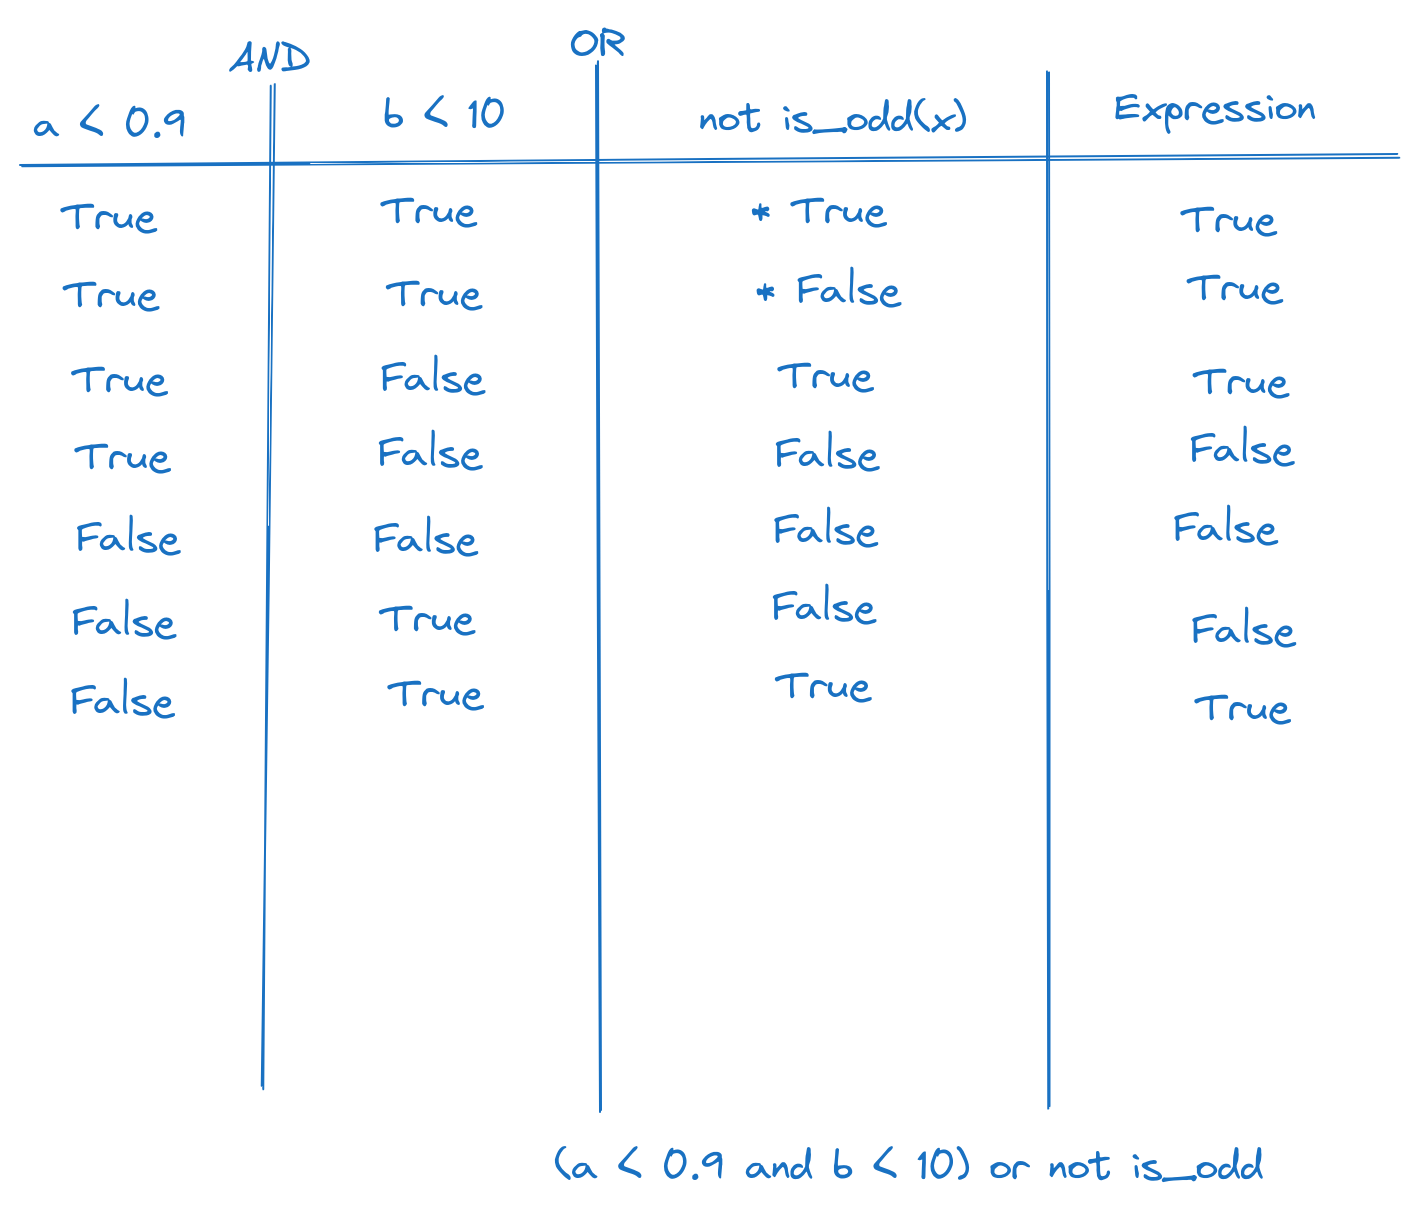 AND OR
a < 0.9 b < 10 not is_odd(x) Expression
True True * True True
True True * False True
True False True True
True False False False
False False False False
False True False False
False True True True
(a < 0.9 and b < 10) or not is_odd